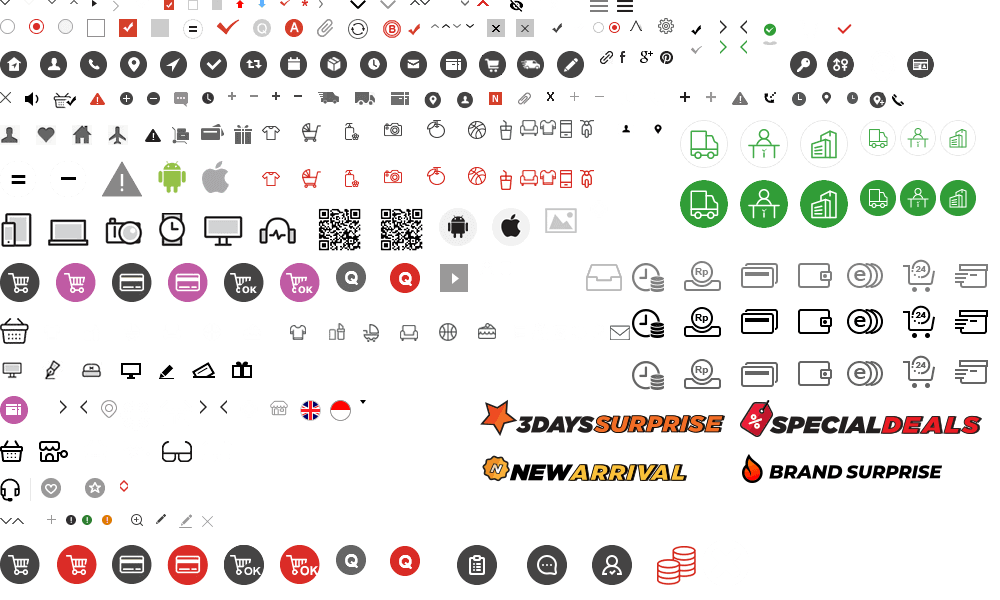 Q A B
g+
N
24
Rp
e
OK OK Q Q
24
Rp
e
24
Rp
e
3DAYSSURPRISE SPECIALDEALS
%
N NEWARRIVAL BRAND SURPRISE
OK OK Q Q